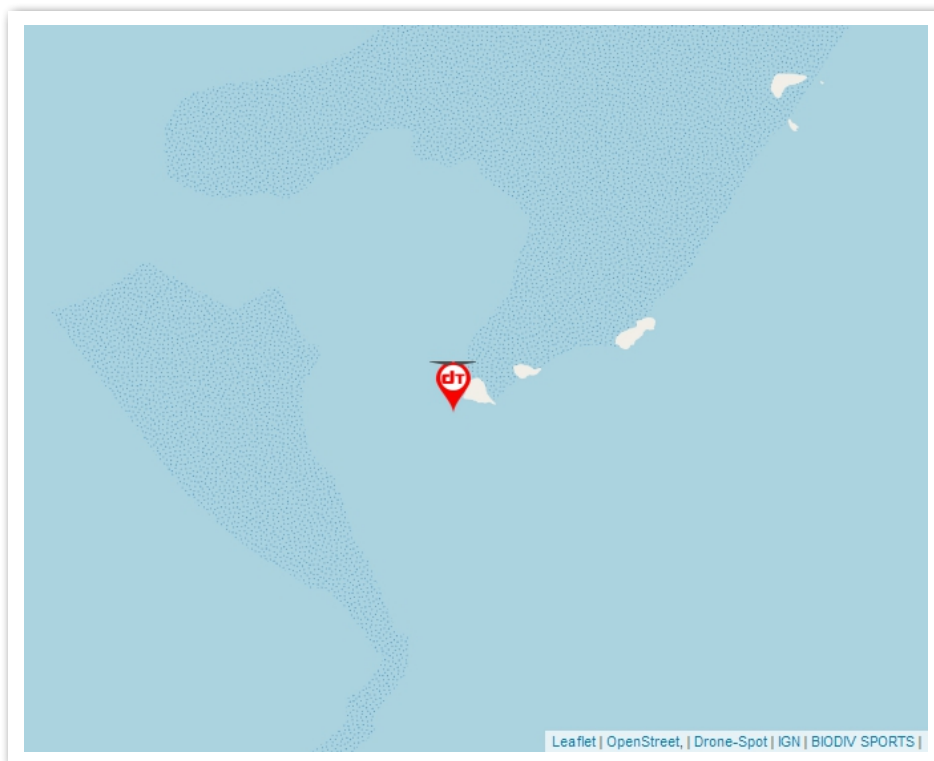 dT
Leaflet | OpenStreet, | Drone-Spot | IGN | BIODIV SPORTS |